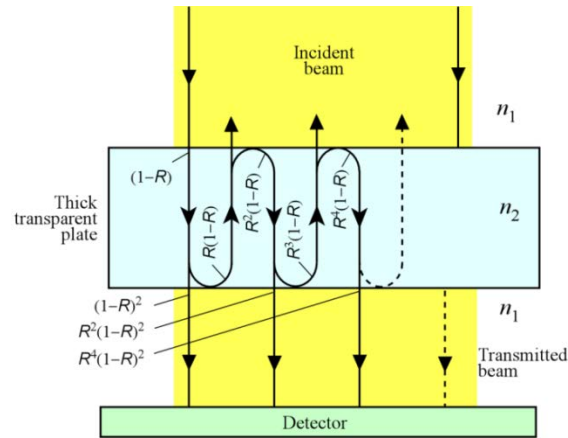 Incident
beam
n₁
(1–R)
Thick
transparent
plate
R(1–R)
R²(1–R)
R³(1–R)
R⁴(1–R)
n₂
(1–R)²
R²(1–R)²
R⁴(1–R)²
n₁
Transmitted
beam
Detector